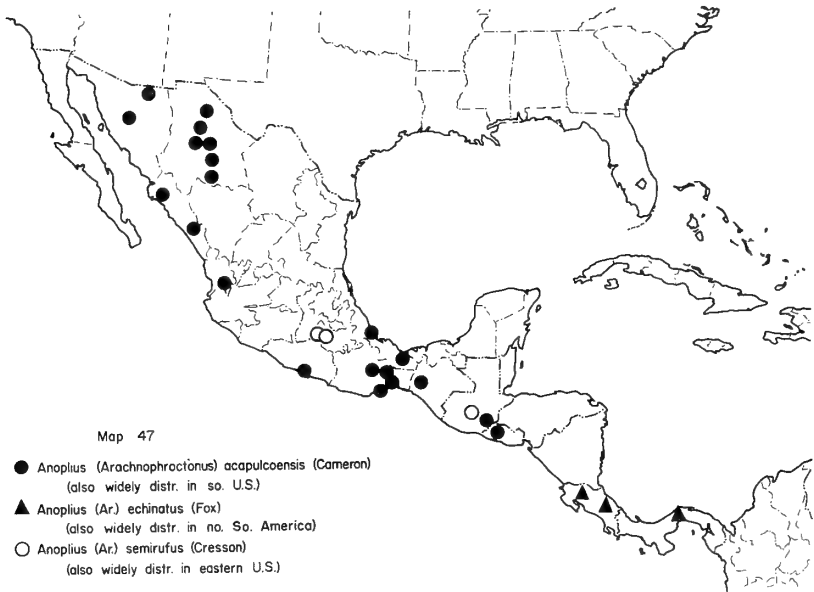 Map 47
Anoplius (Arachnophroctonus) acapulcoensis (Cameron)
(also widely distr. in so. U.S.)
Anoplius (Ar.) echinatus (Fox)
(also widely distr. in no. So. America)
Anoplius (Ar.) semirufus (Cresson)
(also widely distr. in eastern U.S.)